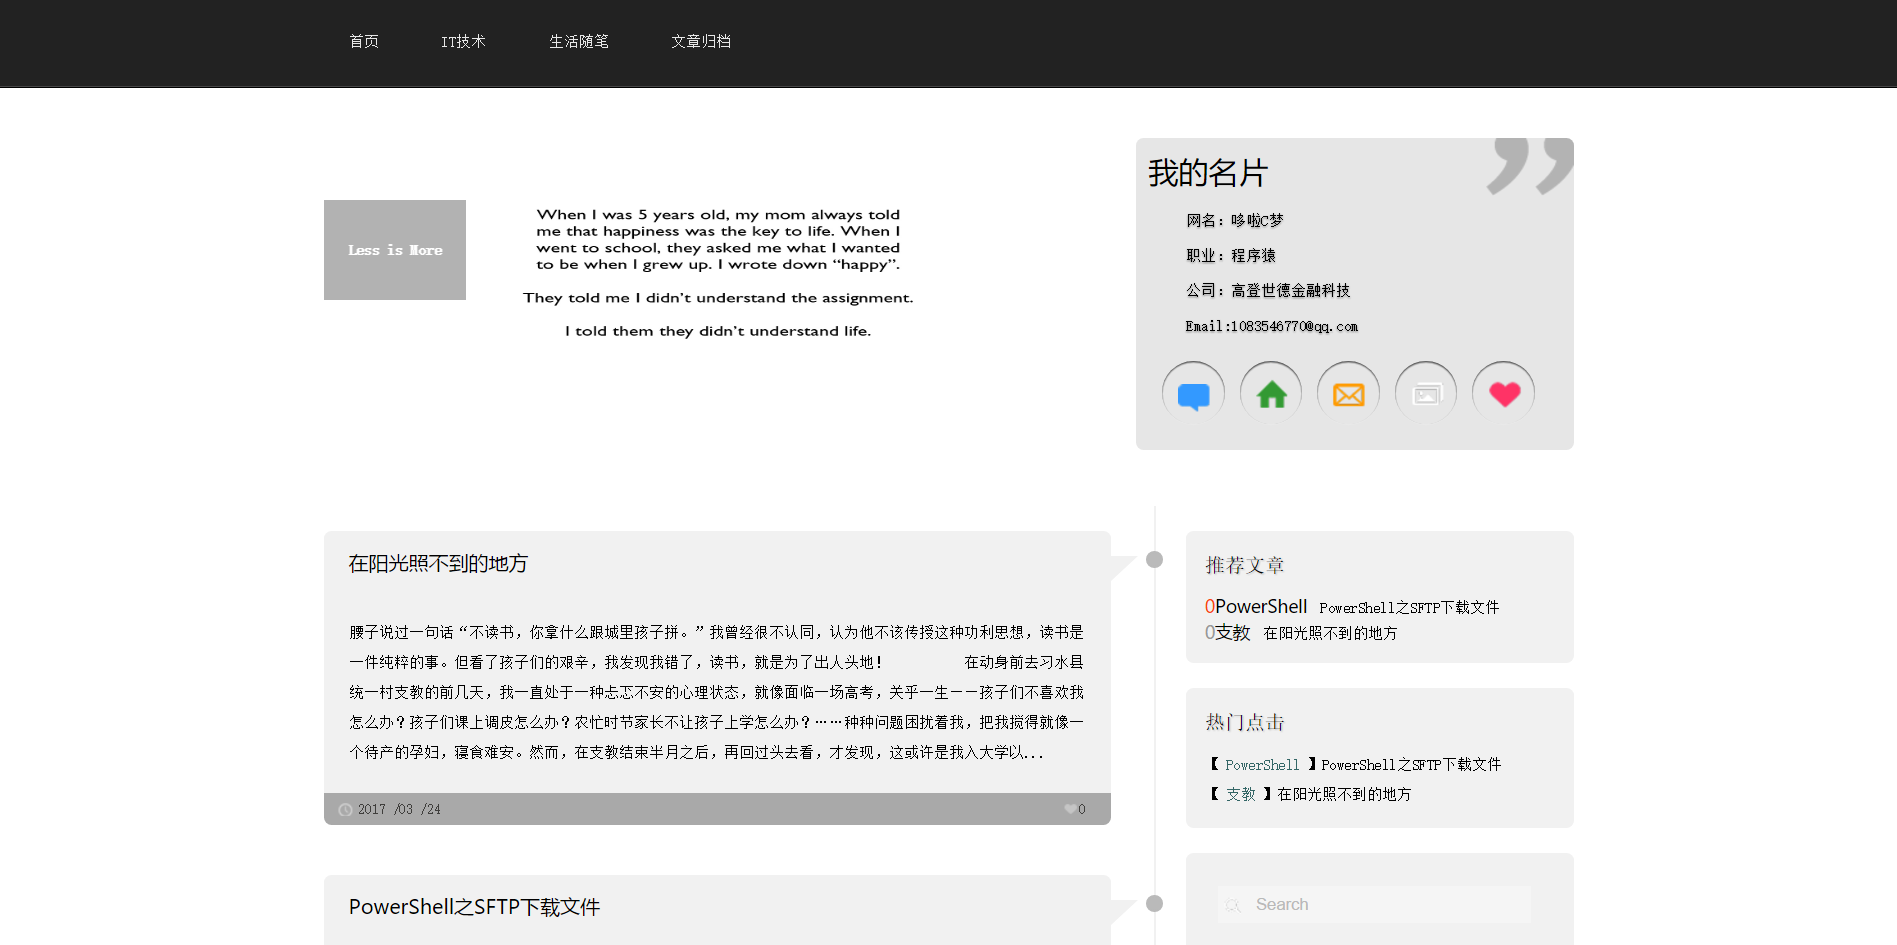 首页 IT技术 生活随笔 文章归档
Less is More
When I was 5 years old, my mom always told
me that happiness was the key to life. When I
went to school, they asked me what I wanted
to be when I grew up. I wrote down “happy”.
They told me I didn’t understand the assignment.
I told them they didn’t understand life.
我的名片
网名：哆啦C梦
职业：程序猿
公司：高登世德金融科技
Email:1083546770@qq.com
在阳光照不到的地方
腰子说过一句话“不读书，你拿什么跟城里孩子拼。”我曾经很不认同，认为他不该传授这种功利思想，读书是
一件纯粹的事。但看了孩子们的艰辛，我发现我错了，读书，就是为了出人头地！ 在动身前去习水县
统一村支教的前几天，我一直处于一种忐忑不安的心理状态，就像面临一场高考，关乎一生——孩子们不喜欢我
怎么办？孩子们课上调皮怎么办？农忙时节家长不让孩子上学怎么办？……种种问题困扰着我，把我搅得就像一
个待产的孕妇，寝食难安。然而，在支教结束半月之后，再回过头去看，才发现，这或许是我入大学以...
2017 /03 /24
0
PowerShell之SFTP下载文件
推荐文章
0PowerShell PowerShell之SFTP下载文件
0支教 在阳光照不到的地方
热门点击
【 PowerShell 】PowerShell之SFTP下载文件
【 支教 】在阳光照不到的地方
Search